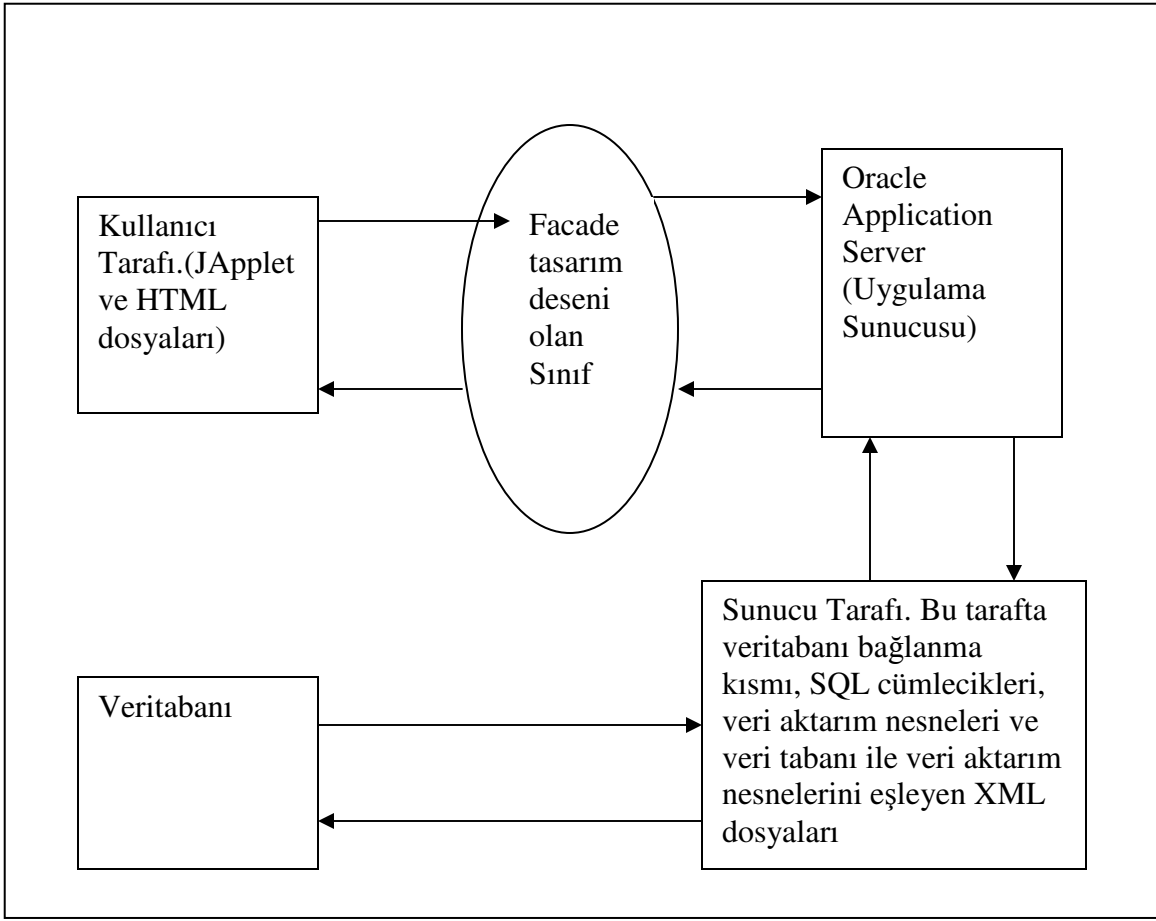 Kullanıcı
Tarafı.(JApplet
ve HTML
dosyaları)
Facade
tasarım
deseni
olan
Sınıf
Oracle
Application
Server
(Uygulama
Sunucusu)
Veritabanı
Sunucu Tarafı. Bu tarafta
veritabanı bağlanma
kısmı, SQL cümlecikleri,
veri aktarım nesneleri ve
veri tabanı ile veri aktarım
nesnelerini eşleyen XML
dosyaları